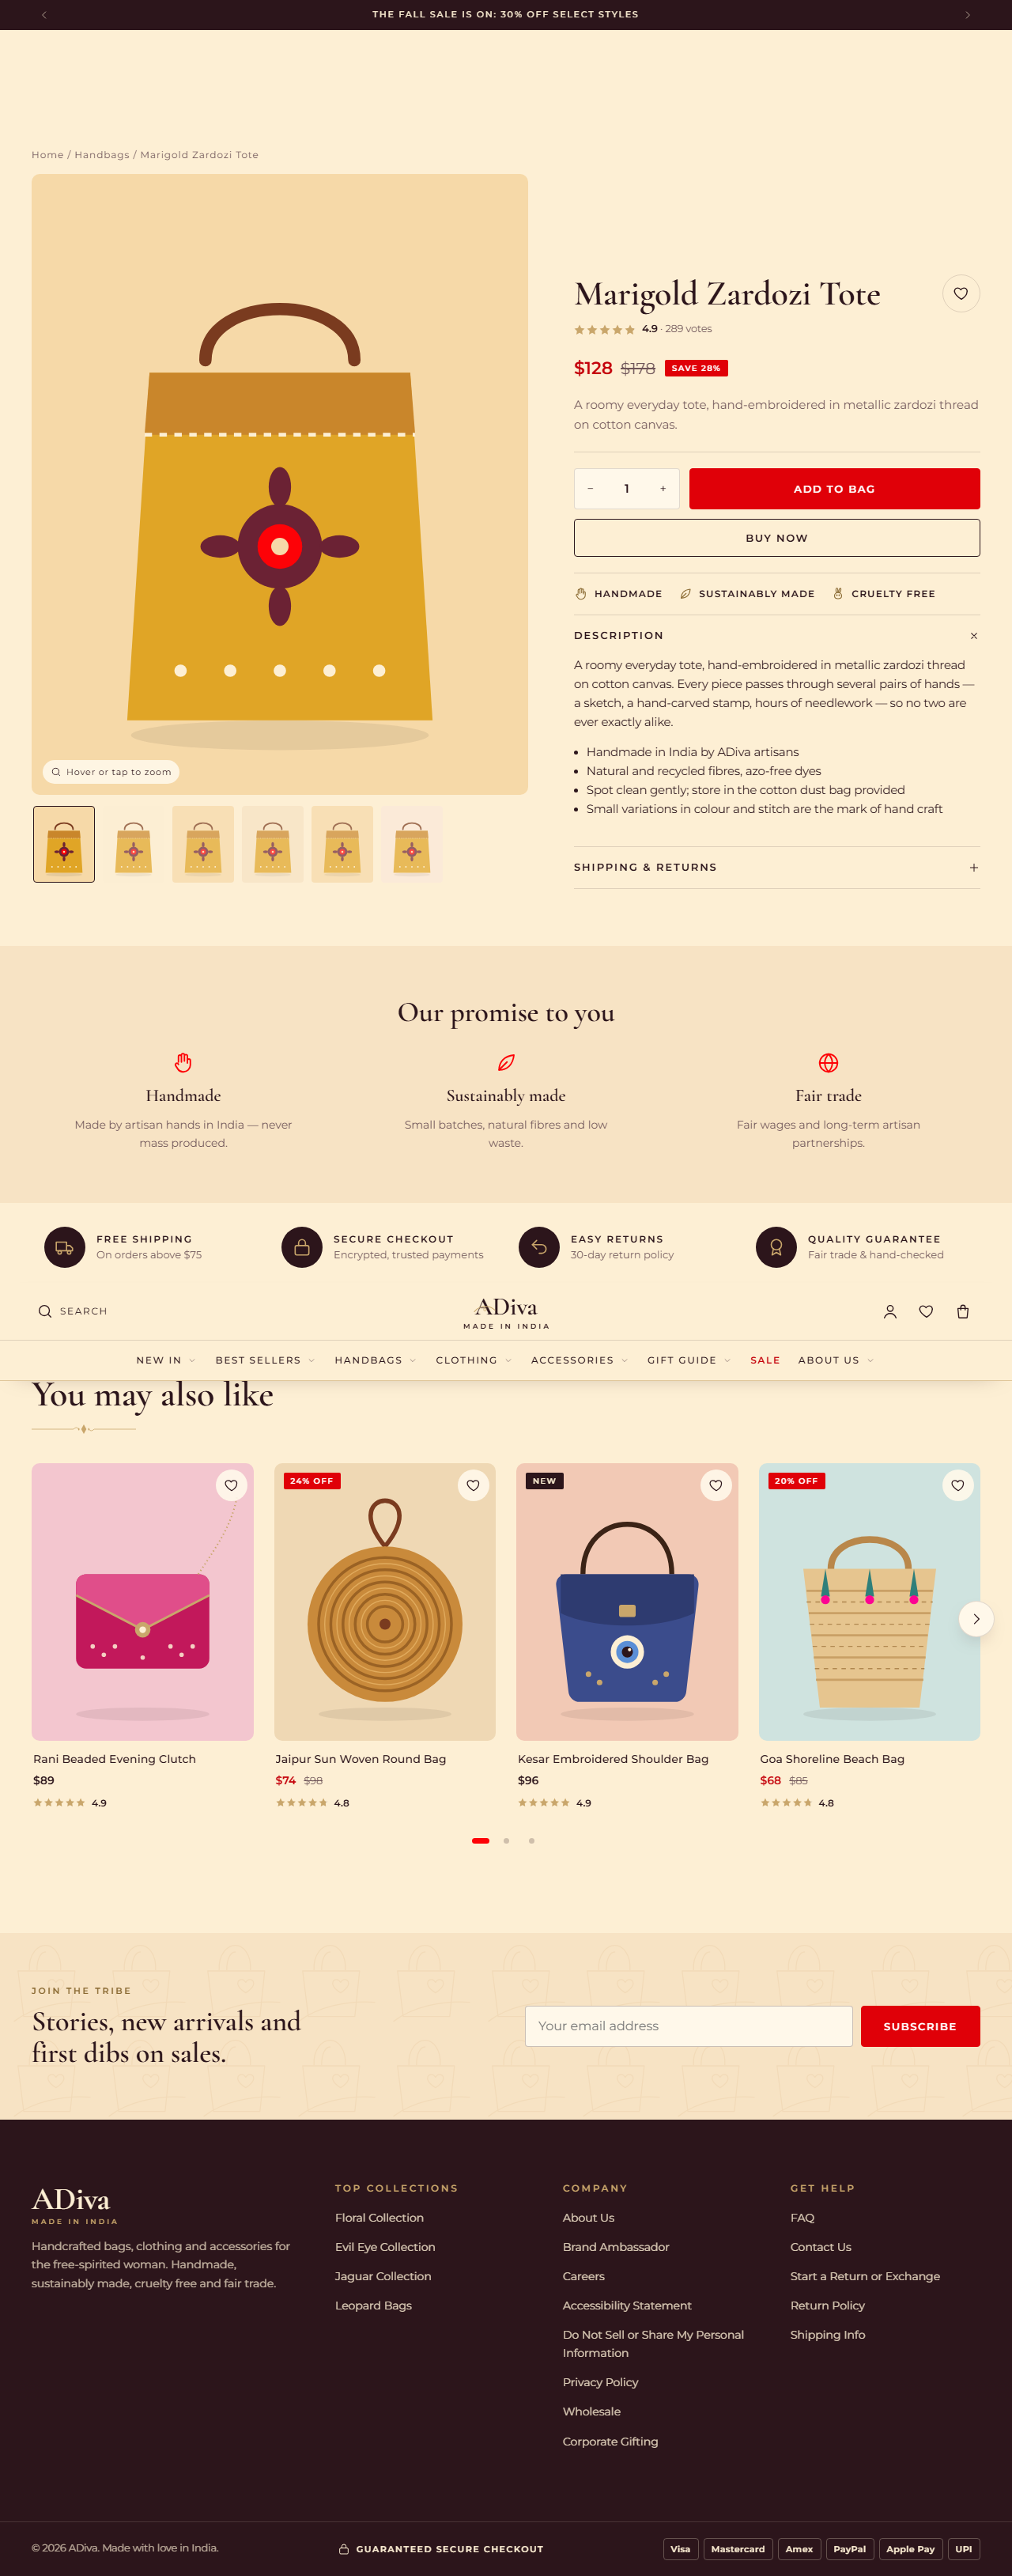 THE FALL SALE IS ON: 30% OFF SELECT STYLES
Home / Handbags / Marigold Zardozi Tote
Hover or tap to zoom
Marigold Zardozi Tote
4.9 · 289 votes
$128 $178 SAVE 28%
A roomy everyday tote, hand-embroidered in metallic zardozi thread
on cotton canvas.
− 1 + ADD TO BAG
BUY NOW
HANDMADE SUSTAINABLY MADE CRUELTY FREE
DESCRIPTION
A roomy everyday tote, hand-embroidered in metallic zardozi thread
on cotton canvas. Every piece passes through several pairs of hands —
a sketch, a hand-carved stamp, hours of needlework — so no two are
ever exactly alike.
• Handmade in India by ADiva artisans
• Natural and recycled fibres, azo-free dyes
• Spot clean gently; store in the cotton dust bag provided
• Small variations in colour and stitch are the mark of hand craft
SHIPPING & RETURNS
Our promise to you
Handmade
Made by artisan hands in India — never
mass produced.
Sustainably made
Small batches, natural fibres and low
waste.
Fair trade
Fair wages and long-term artisan
partnerships.
FREE SHIPPING
On orders above $75
SECURE CHECKOUT
Encrypted, trusted payments
EASY RETURNS
30-day return policy
QUALITY GUARANTEE
Fair trade & hand-checked
SEARCH
ADiva
MADE IN INDIA
NEW IN BEST SELLERS HANDBAGS CLOTHING ACCESSORIES GIFT GUIDE SALE ABOUT US
You may also like
Rani Beaded Evening Clutch
$89
4.9
24% OFF
Jaipur Sun Woven Round Bag
$74 $98
4.8
NEW
Kesar Embroidered Shoulder Bag
$96
4.9
20% OFF
Goa Shoreline Beach Bag
$68 $85
4.8
JOIN THE TRIBE
Stories, new arrivals and
first dibs on sales.
Your email address
SUBSCRIBE
ADiva
MADE IN INDIA
Handcrafted bags, clothing and accessories for
the free-spirited woman. Handmade,
sustainably made, cruelty free and fair trade.
TOP COLLECTIONS
Floral Collection
Evil Eye Collection
Jaguar Collection
Leopard Bags
COMPANY
About Us
Brand Ambassador
Careers
Accessibility Statement
Do Not Sell or Share My Personal
Information
Privacy Policy
Wholesale
Corporate Gifting
GET HELP
FAQ
Contact Us
Start a Return or Exchange
Return Policy
Shipping Info
© 2026 ADiva. Made with love in India.
GUARANTEED SECURE CHECKOUT
Visa Mastercard Amex PayPal Apple Pay UPI